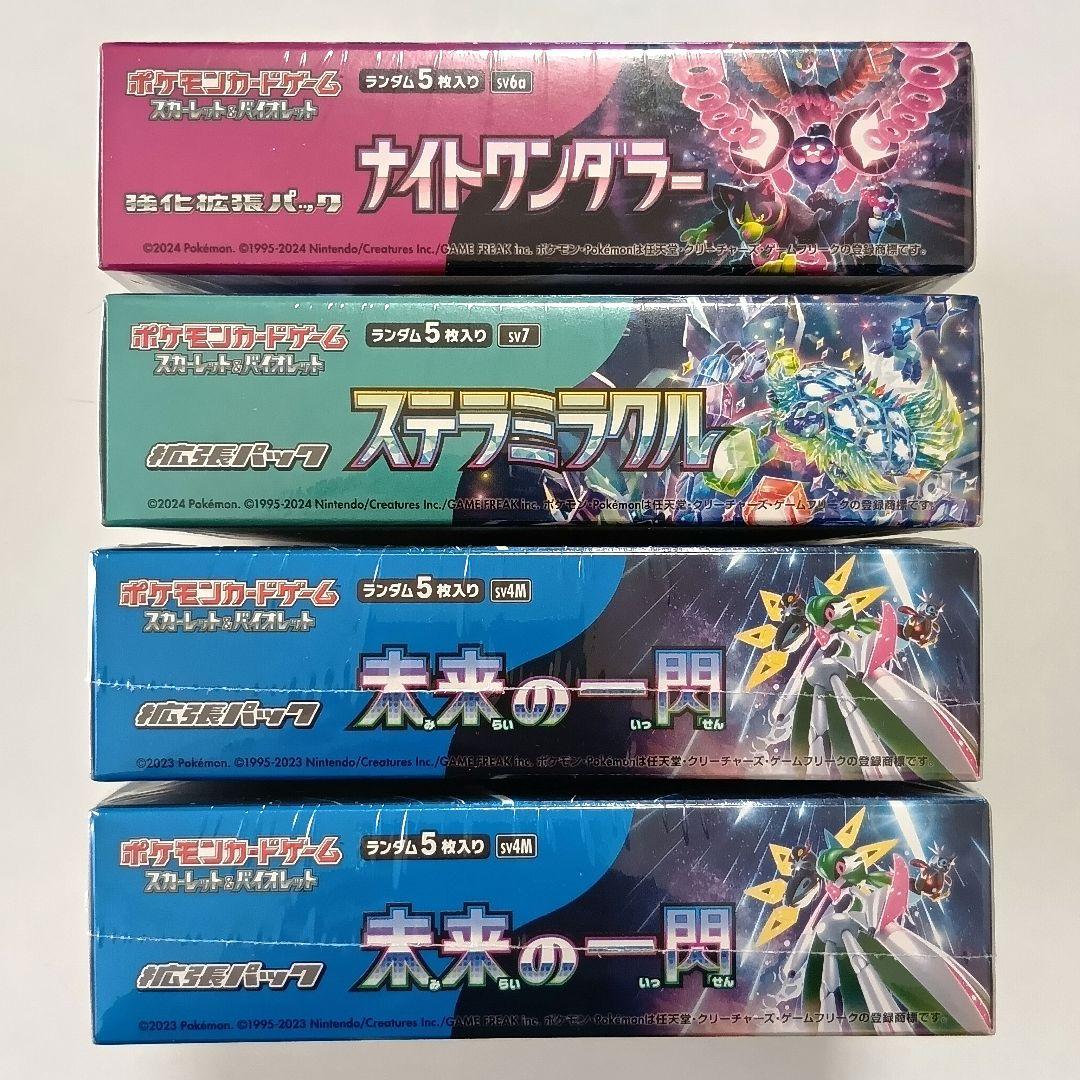 ポケモンカードゲーム
スカーレット&バイオレット
ランダム5枚入り sv6a
ナイトワンダラー
強化拡張パック
©2024 Pokémon. ©1995-2024 Nintendo/Creatures Inc./GAME FREAK inc. ポケモン・Pokémonは任天堂・クリーチャーズ・ゲームフリークの登録商標です。
ポケモンカードゲーム
スカーレット&バイオレット
ランダム5枚入り sv7
ステラミラクル
拡張パック
©2024 Pokémon. ©1995-2024 Nintendo/Creatures Inc./GAME FREAK inc. ポケモン・Pokémonは任天堂・クリーチャーズ・ゲームフリークの登録商標です。
ポケモンカードゲーム
スカーレット&バイオレット
ランダム5枚入り sv4M
未来の一閃
み らい いっ せん
拡張パック
©2023 Pokémon. ©1995-2023 Nintendo/Creatures Inc./GAME FREAK inc. ポケモン・Pokémonは任天堂・クリーチャーズ・ゲームフリークの登録商標です。
ポケモンカードゲーム
スカーレット&バイオレット
ランダム5枚入り sv4M
未来の一閃
み らい いっ せん
拡張パック
©2023 Pokémon. ©1995-2023 Nintendo/Creatures Inc./GAME FREAK inc. ポケモン・Pokémonは任天堂・クリーチャーズ・ゲームフリークの登録商標です。